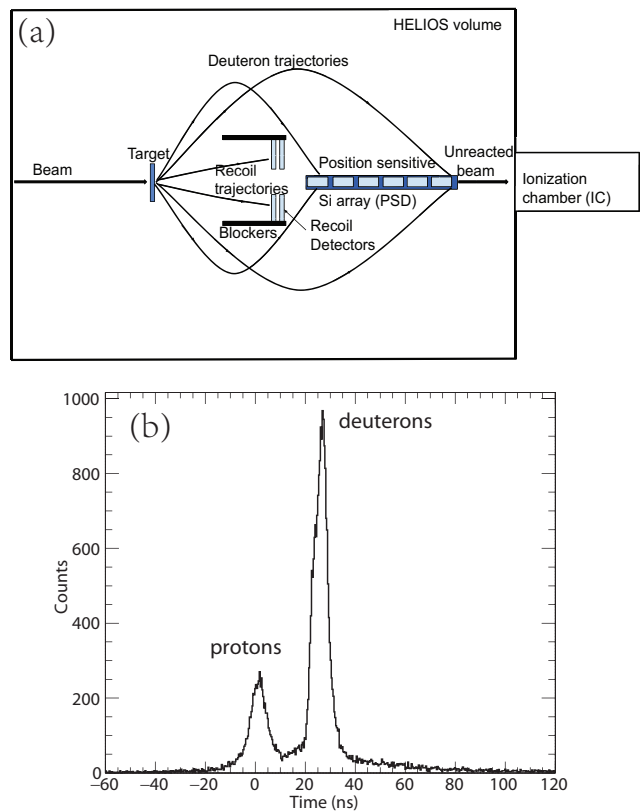 (a)
HELIOS volume
Deuteron trajectories
Target
Beam
Recoil
trajectories
Position sensitive
Si array (PSD)
Unreacted
beam
Ionization
chamber (IC)
Blockers
Recoil
Detectors
(b)
1000
800
600
400
200
0
Counts
protons
deuterons
−60 −40 −20 0 20 40 60 80 100 120
Time (ns)